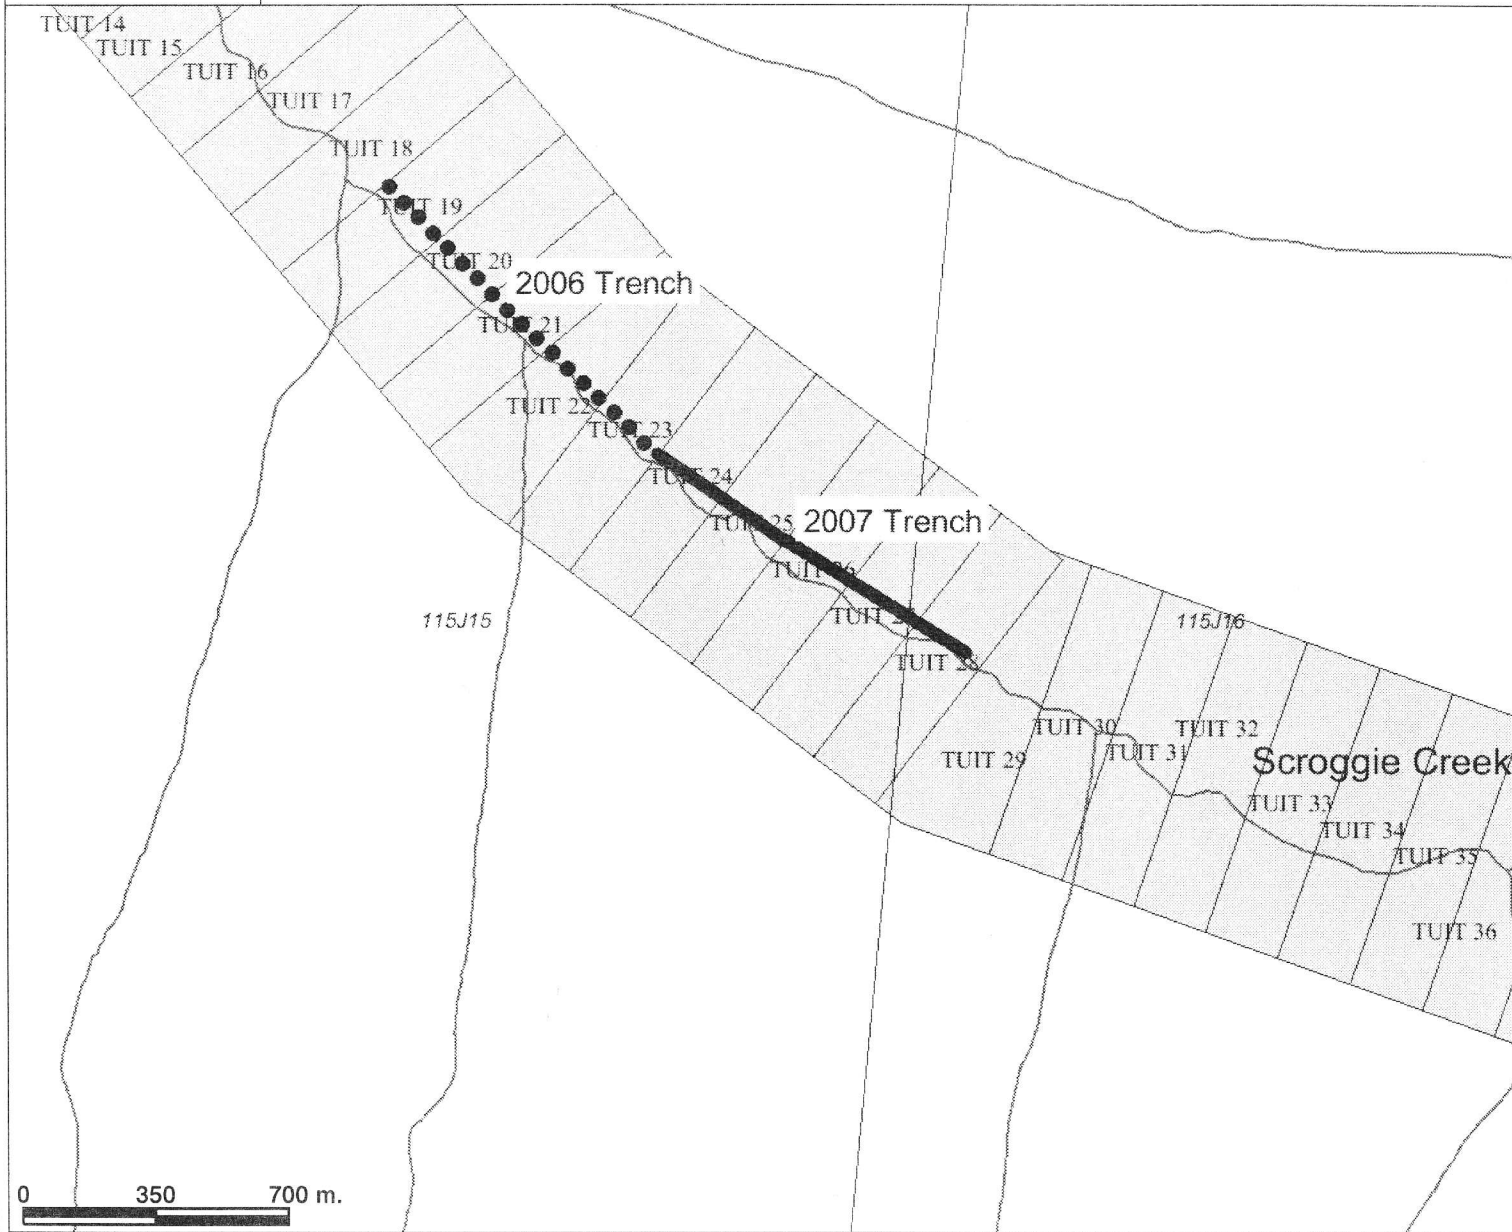 TUIT 14
TUIT 15
TUIT 16
TUIT 17
TUIT 18
TUIT 19
TUIT 20
2006 Trench
TUIT 21
TUIT 22
TUIT 23
TUIT 24
2007 Trench
TUIT 25
TUIT 26
TUIT 27
115J15
115J16
TUIT 28
TUIT 30
TUIT 32
TUIT 31
TUIT 29
Scroggie Creek
TUIT 33
TUIT 34
TUIT 35
TUIT 36
0 350 700 m.